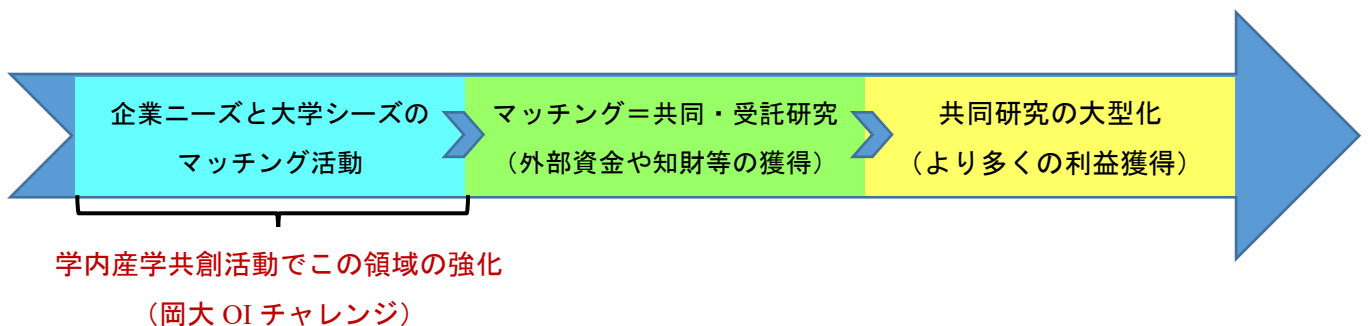 企業ニーズと大学シーズの
マッチング活動
マッチング＝共同・受託研究
（外部資金や知財等の獲得）
共同研究の大型化
（より多くの利益獲得）
学内産学共創活動でこの領域の強化
（岡大 OI チャレンジ）